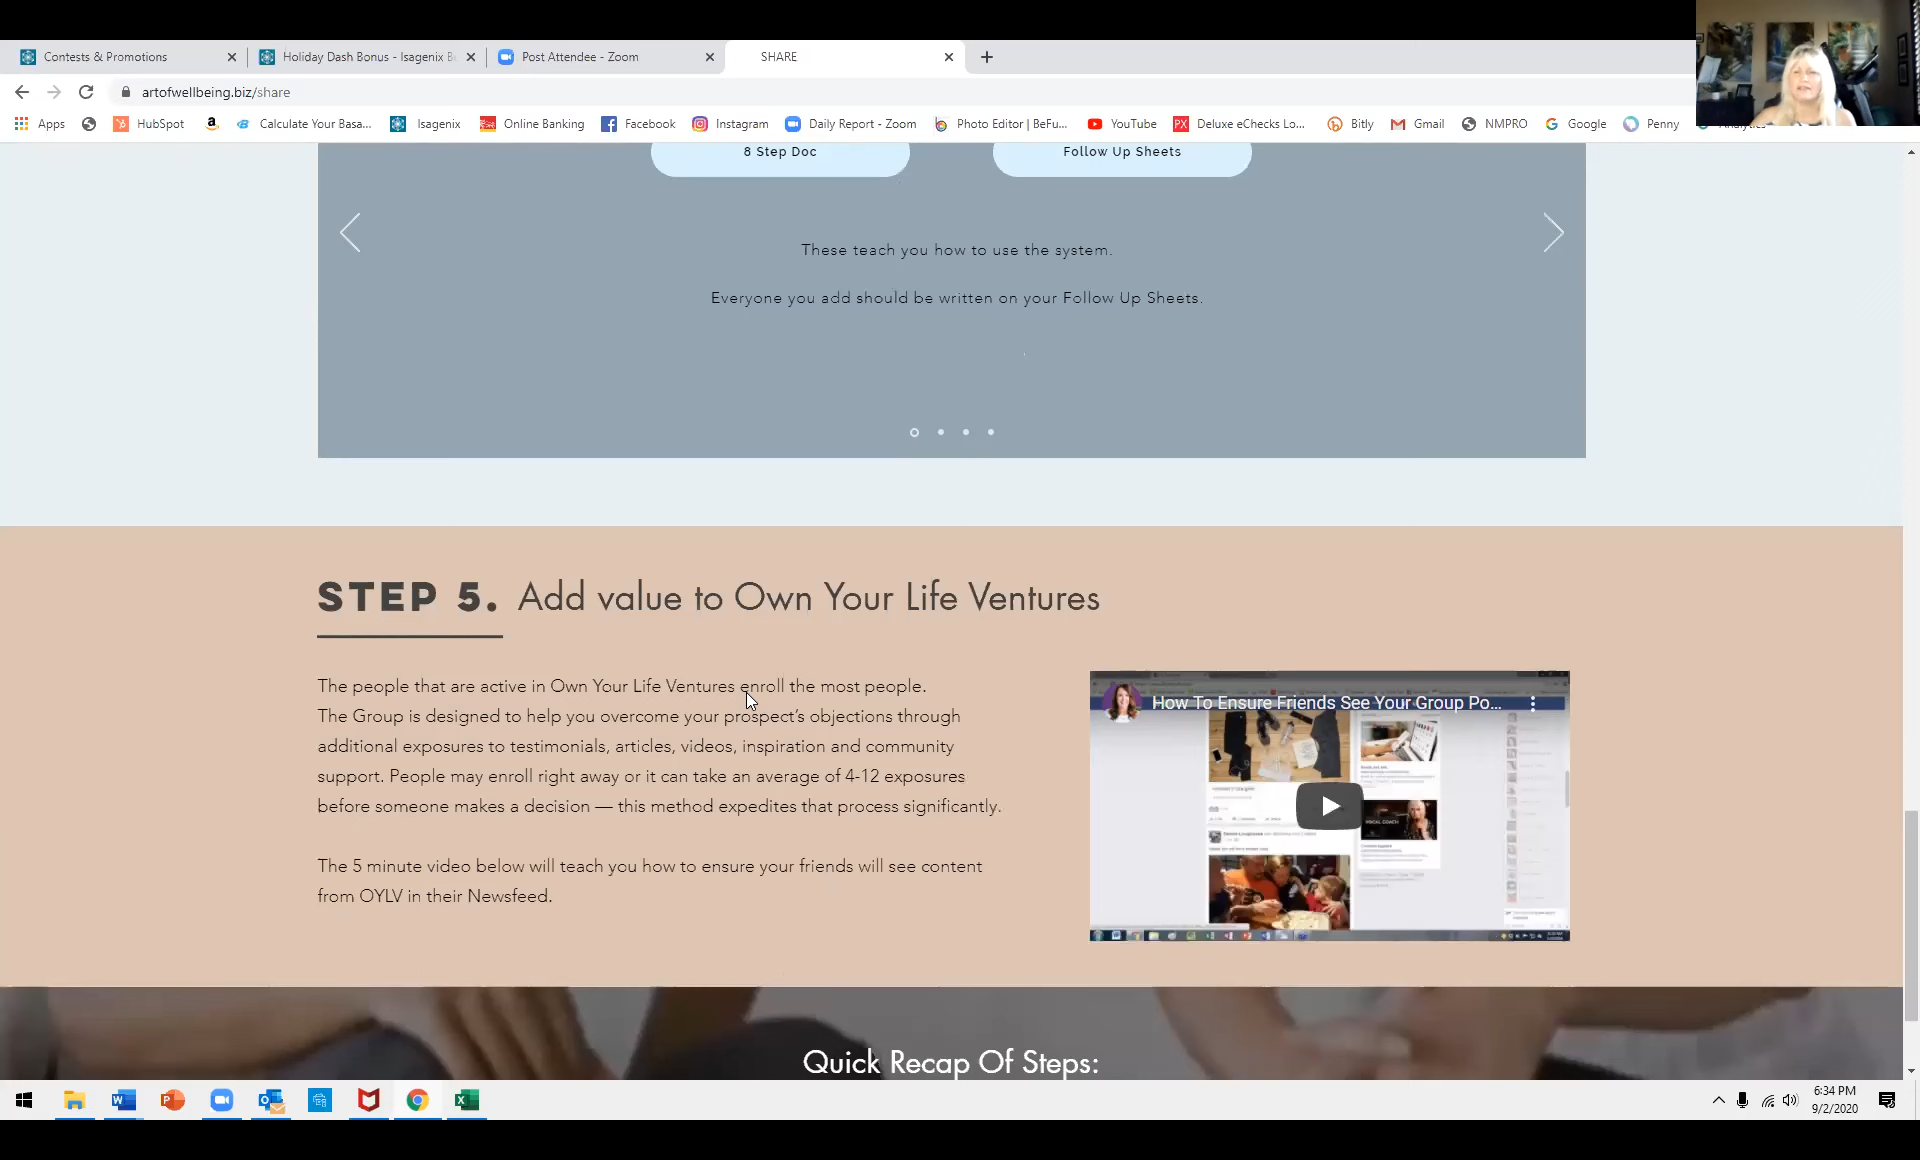 Contests & Promotions
Holiday Dash Bonus - Isagenix B
Post Attendee - Zoom
SHARE
artofwellbeing.biz/share
Apps
HubSpot
Calculate Your Basa...
Isagenix
Online Banking
Facebook
Instagram
Daily Report - Zoom
Photo Editor | BeFu...
YouTube
Deluxe eChecks Lo...
Bitly
Gmail
NMPRO
Google
Penny
8 Step Doc
Follow Up Sheets
These teach you how to use the system.
Everyone you add should be written on your Follow Up Sheets.
STEP 5. Add value to Own Your Life Ventures
The people that are active in Own Your Life Ventures enroll the most people.
The Group is designed to help you overcome your prospect's objections through
additional exposures to testimonials, articles, videos, inspiration and community
support. People may enroll right away or it can take an average of 4-12 exposures
before someone makes a decision — this method expedites that process significantly.
The 5 minute video below will teach you how to ensure your friends will see content
from OYLV in their Newsfeed.
How To Ensure Friends See Your Group Po...
VOCAL COACH
Quick Recap Of Steps:
6:34 PM
9/2/2020